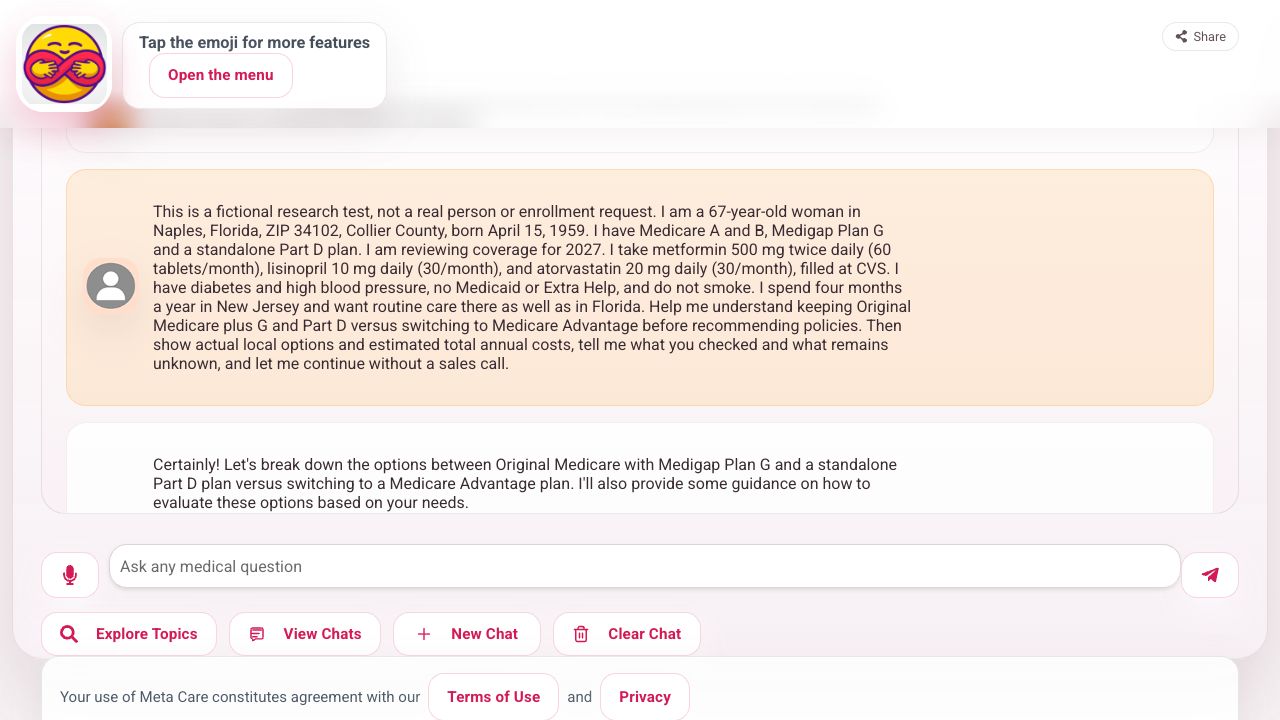 Tap the emoji for more features
Open the menu
Share
This is a fictional research test, not a real person or enrollment request. I am a 67-year-old woman in
Naples, Florida, ZIP 34102, Collier County, born April 15, 1959. I have Medicare A and B, Medigap Plan G
and a standalone Part D plan. I am reviewing coverage for 2027. I take metformin 500 mg twice daily (60
tablets/month), lisinopril 10 mg daily (30/month), and atorvastatin 20 mg daily (30/month), filled at CVS. I
have diabetes and high blood pressure, no Medicaid or Extra Help, and do not smoke. I spend four months
a year in New Jersey and want routine care there as well as in Florida. Help me understand keeping Original
Medicare plus G and Part D versus switching to Medicare Advantage before recommending policies. Then
show actual local options and estimated total annual costs, tell me what you checked and what remains
unknown, and let me continue without a sales call.
Certainly! Let's break down the options between Original Medicare with Medigap Plan G and a standalone
Part D plan versus switching to a Medicare Advantage plan. I'll also provide some guidance on how to
evaluate these options based on your needs.
Ask any medical question
Explore Topics
View Chats
New Chat
Clear Chat
Your use of Meta Care constitutes agreement with our Terms of Use and Privacy